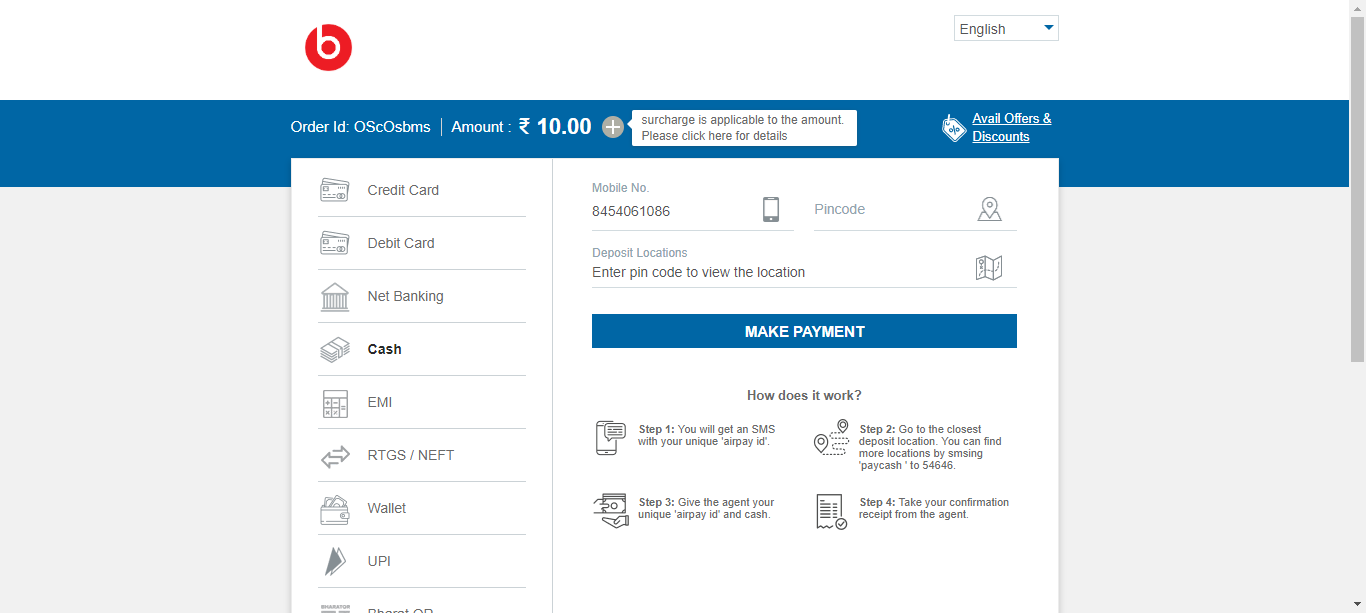 b
English
Order Id: OScOsbms
Amount : ₹ 10.00
surcharge is applicable to the amount.
Please click here for details
Avail Offers &
Discounts
Credit Card
Debit Card
Net Banking
Cash
EMI
RTGS / NEFT
Wallet
UPI
BHARATQR
Bharat QR
Mobile No.
8454061086
Pincode
Deposit Locations
Enter pin code to view the location
MAKE PAYMENT
How does it work?
Step 1: You will get an SMS
with your unique 'airpay id'.
Step 2: Go to the closest
deposit location. You can find
more locations by smsing
'paycash ' to 54646.
Step 3: Give the agent your
unique 'airpay id' and cash.
Step 4: Take your confirmation
receipt from the agent.